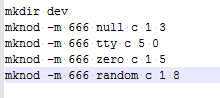 mkdir dev
mknod -m 666 null c 1 3
mknod -m 666 tty c 5 0
mknod -m 666 zero c 1 5
mknod -m 666 random c 1 8